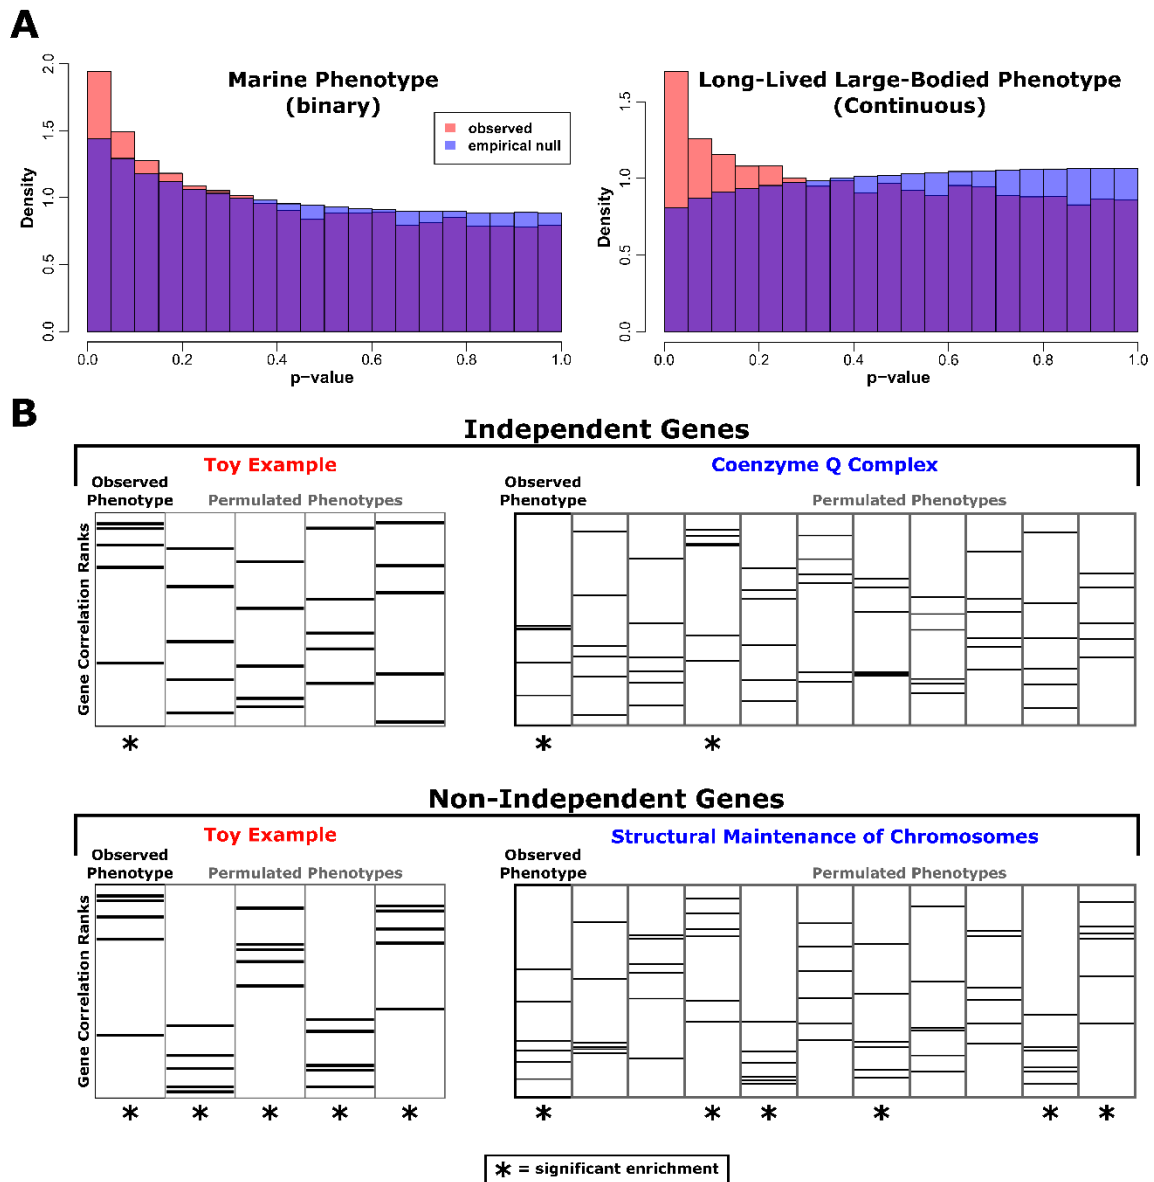 A
Marine Phenotype
(binary)
observed
empirical null
Density
0.0
0.5
1.0
1.5
2.0
0.0
0.2
0.4
0.6
0.8
1.0
p-value
Long-Lived Large-Bodied Phenotype
(Continuous)
Density
0.0
0.5
1.0
1.5
0.0
0.2
0.4
0.6
0.8
1.0
p-value
B
Independent Genes
Toy Example
Observed
Phenotype
Permulated Phenotypes
Gene Correlation Ranks
*
Coenzyme Q Complex
Observed
Phenotype
Permulated Phenotypes
* *
Non-Independent Genes
Toy Example
Observed
Phenotype
Permulated Phenotypes
Gene Correlation Ranks
* * * * *
Structural Maintenance of Chromosomes
Observed
Phenotype
Permulated Phenotypes
* * * * * *
* = significant enrichment